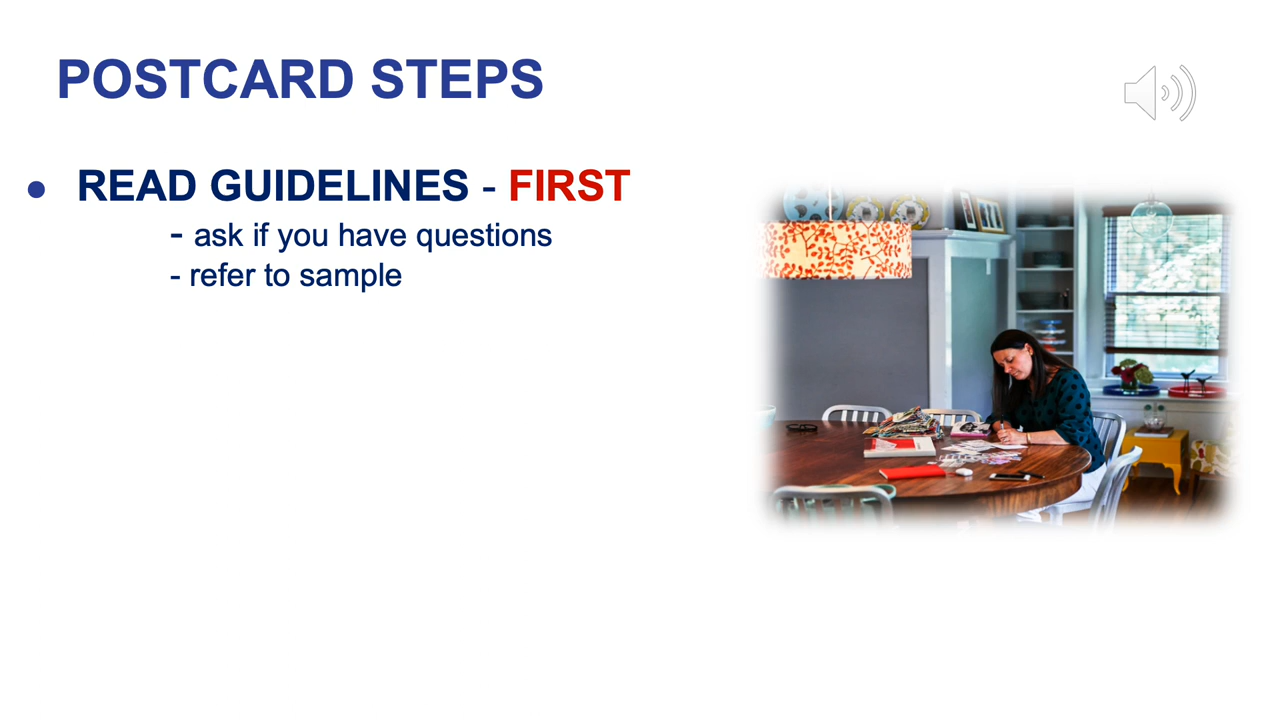 POSTCARD STEPS
● READ GUIDELINES - FIRST
- ask if you have questions
- refer to sample